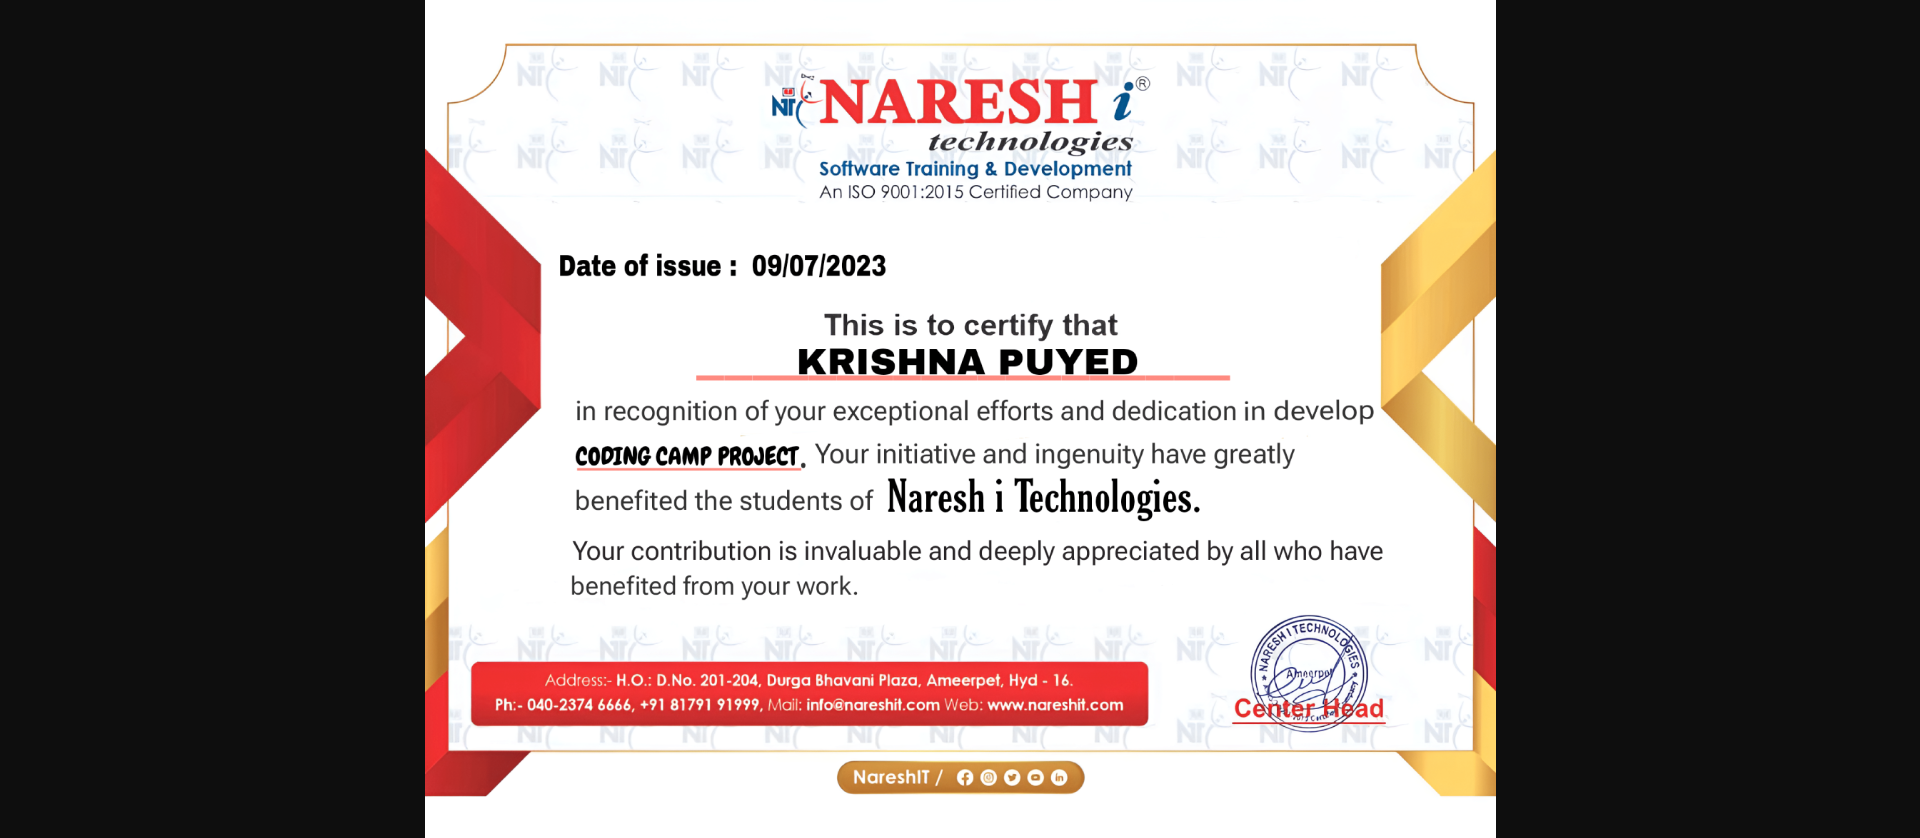 NARESH i ®
technologies
Software Training & Development
An ISO 9001:2015 Certified Company
Date of issue : 09/07/2023
This is to certify that
KRISHNA PUYED
in recognition of your exceptional efforts and dedication in develop
CODING CAMP PROJECT. Your initiative and ingenuity have greatly
benefited the students of Naresh i Technologies.
Your contribution is invaluable and deeply appreciated by all who have
benefited from your work.
NARESH I TECHNOLOGIES
Ameerpet
Center Head
Address:- H.O.: D.No. 201-204, Durga Bhavani Plaza, Ameerpet, Hyd - 16.
Ph:- 040-2374 6666, +91 81791 91999, Mail: info@nareshit.com Web: www.nareshit.com
NareshIT /